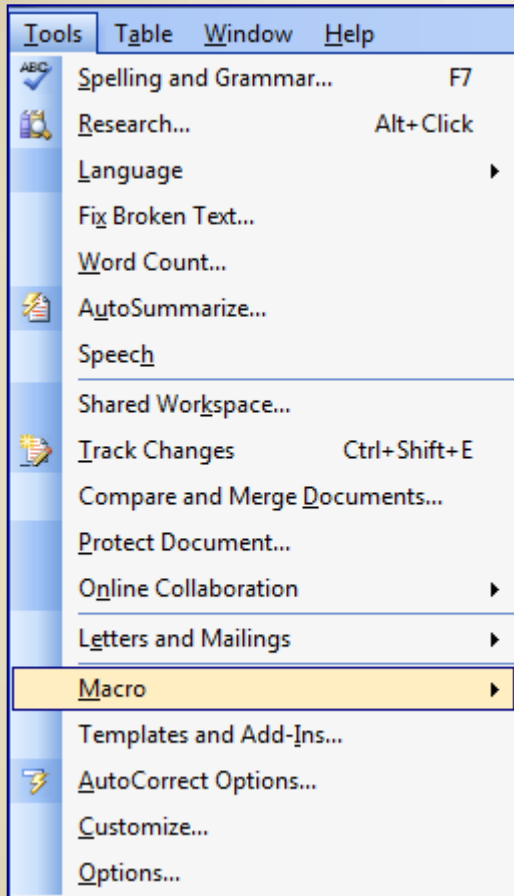 Tools Table Window Help
ABC Spelling and Grammar... F7
Research... Alt+Click
Language
Fix Broken Text...
Word Count...
AutoSummarize...
Speech
Shared Workspace...
Track Changes Ctrl+Shift+E
Compare and Merge Documents...
Protect Document...
Online Collaboration
Letters and Mailings
Macro
Templates and Add-Ins...
AutoCorrect Options...
Customize...
Options...